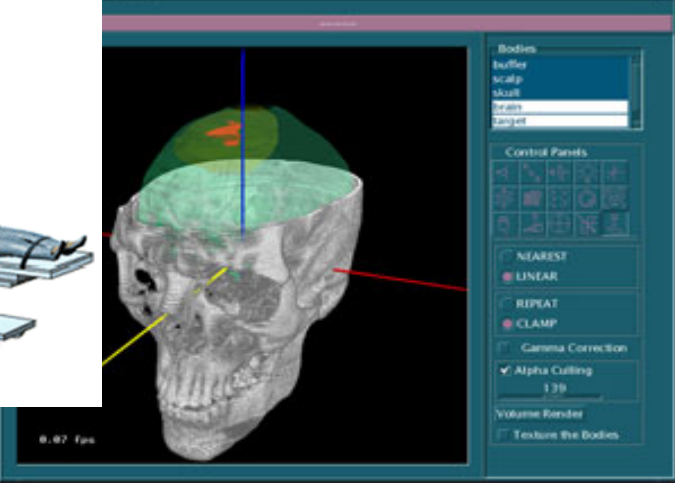 Bodies
buffer
scalp
skull
brain
target
Control Panels
NEAREST
LINEAR
REPEAT
CLAMP
Gamma Correction
Alpha Culling
139
Volume Render
Texture the Bodies
0.07 fps